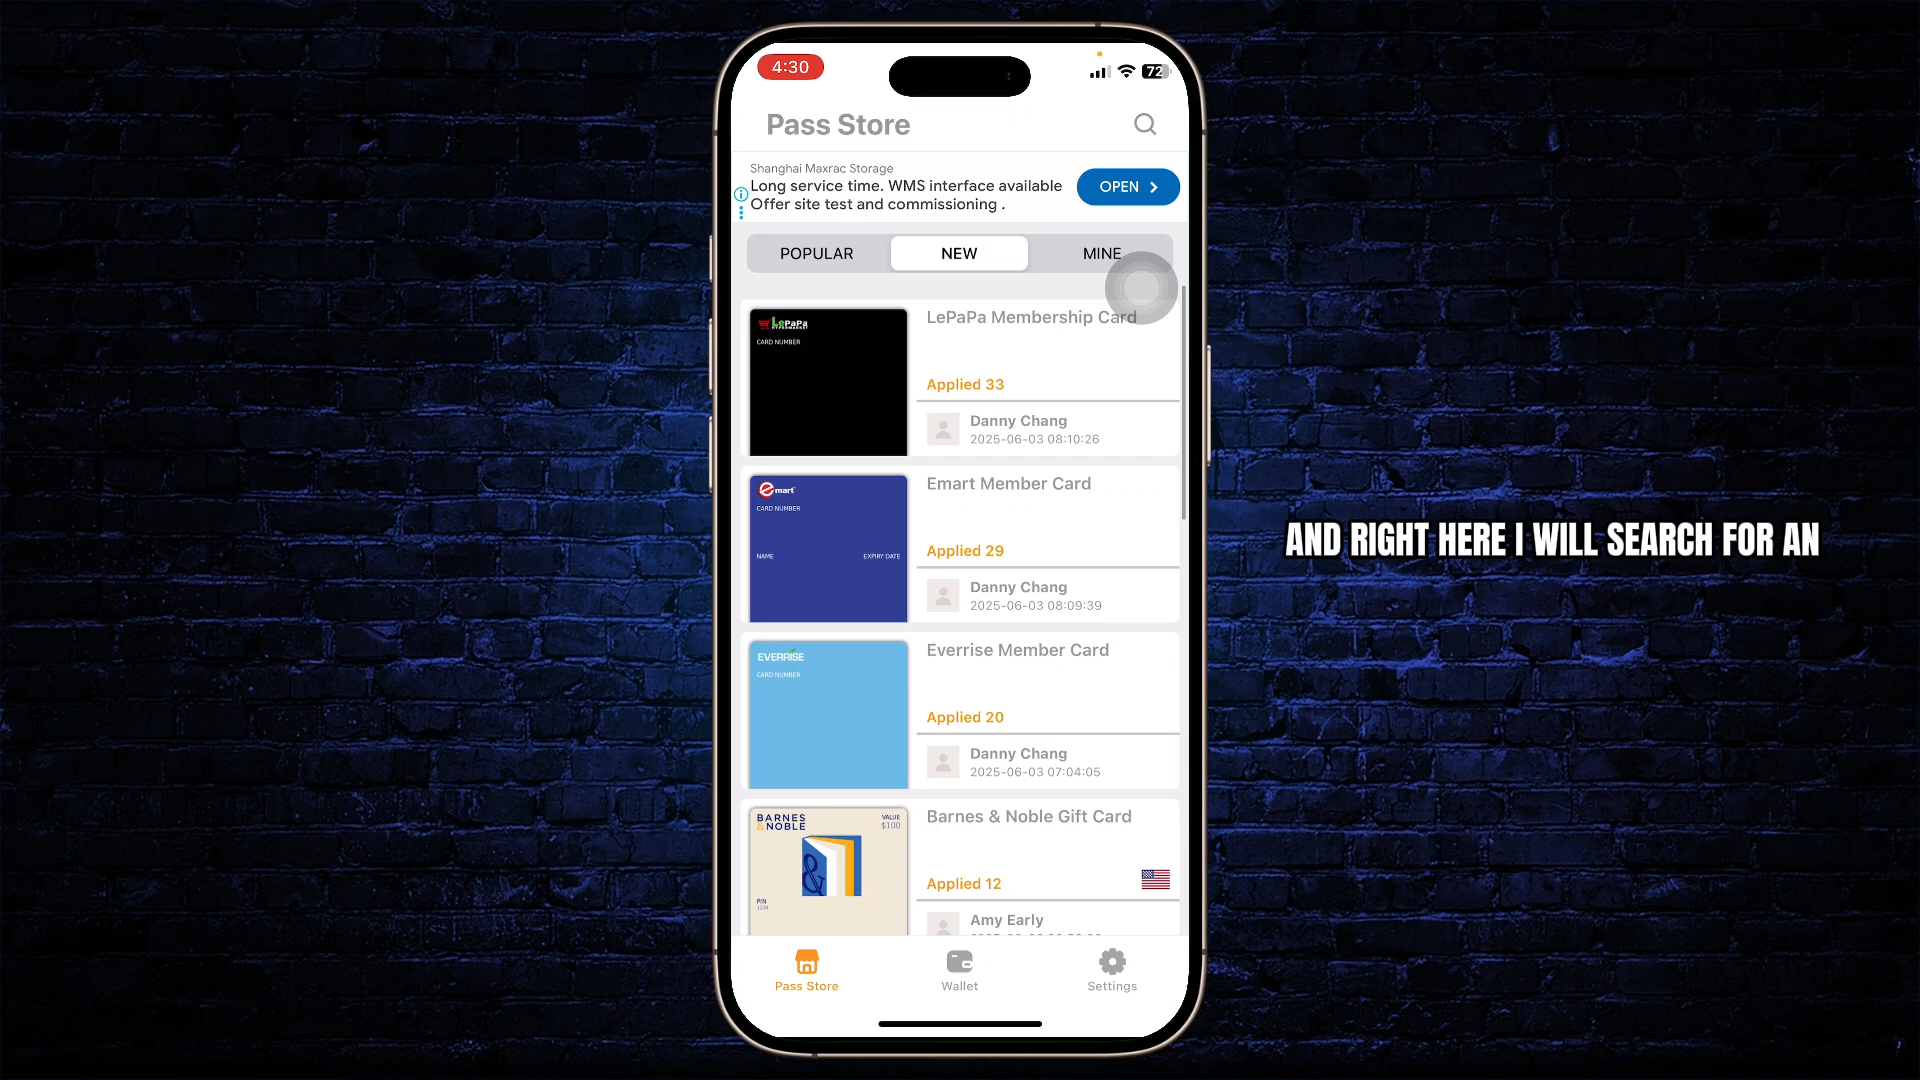 4:30
72
Pass Store
Shanghai Maxrac Storage
Long service time. WMS interface available
Offer site test and commissioning .
OPEN
POPULAR
NEW
MINE
LePaPa
HYPERMARKET
CARD NUMBER
LePaPa Membership Card
Applied 33
Danny Chang
2025-06-03 08:10:26
emart
CARD NUMBER
NAME
EXPIRY DATE
Emart Member Card
Applied 29
Danny Chang
2025-06-03 08:09:39
EVERRISE
CARD NUMBER
Everrise Member Card
Applied 20
Danny Chang
2025-06-03 07:04:05
BARNES
&NOBLE
VALUE
$100
&
PIN
1234
Barnes & Noble Gift Card
Applied 12
Amy Early
AND RIGHT HERE I WILL SEARCH FOR AN
Pass Store
Wallet
Settings